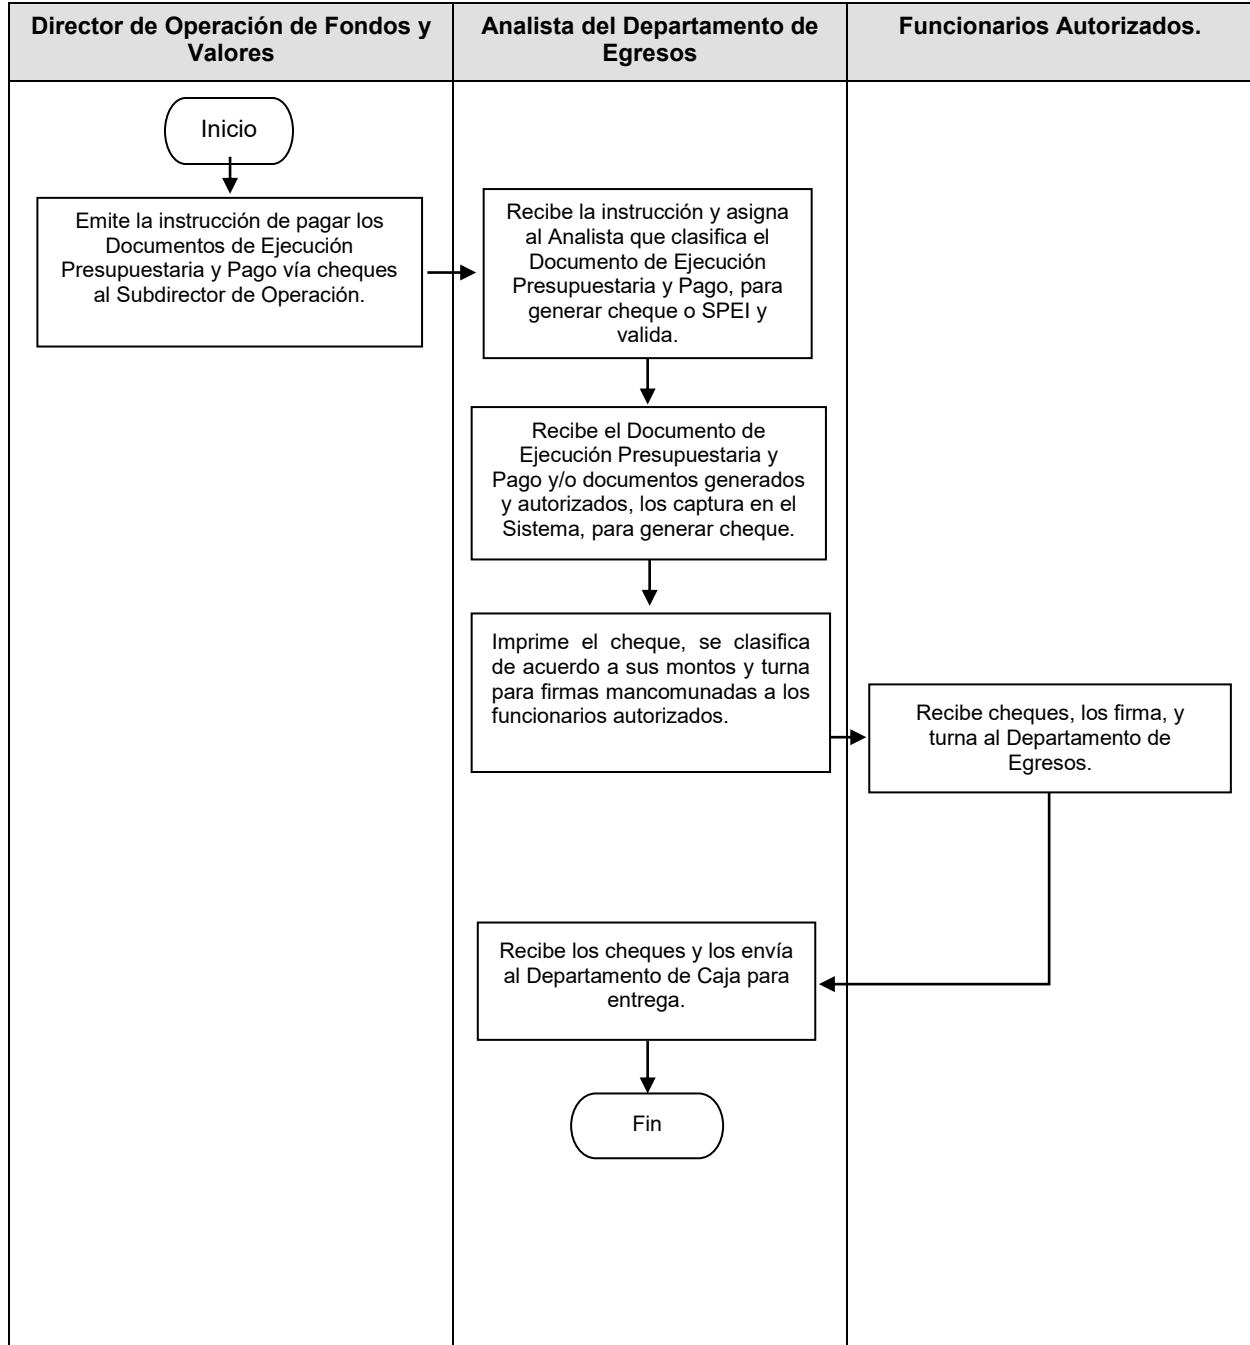 Director de Operación de Fondos y
Valores
Analista del Departamento de
Egresos
Funcionarios Autorizados.
Inicio
Emite la instrucción de pagar los
Documentos de Ejecución
Presupuestaria y Pago vía cheques
al Subdirector de Operación.
Recibe la instrucción y asigna
al Analista que clasifica el
Documento de Ejecución
Presupuestaria y Pago, para
generar cheque o SPEI y
valida.
Recibe el Documento de
Ejecución Presupuestaria y
Pago y/o documentos generados
y autorizados, los captura en el
Sistema, para generar cheque.
Imprime el cheque, se clasifica
de acuerdo a sus montos y turna
para firmas mancomunadas a los
funcionarios autorizados.
Recibe cheques, los firma, y
turna al Departamento de
Egresos.
Recibe los cheques y los envía
al Departamento de Caja para
entrega.
Fin